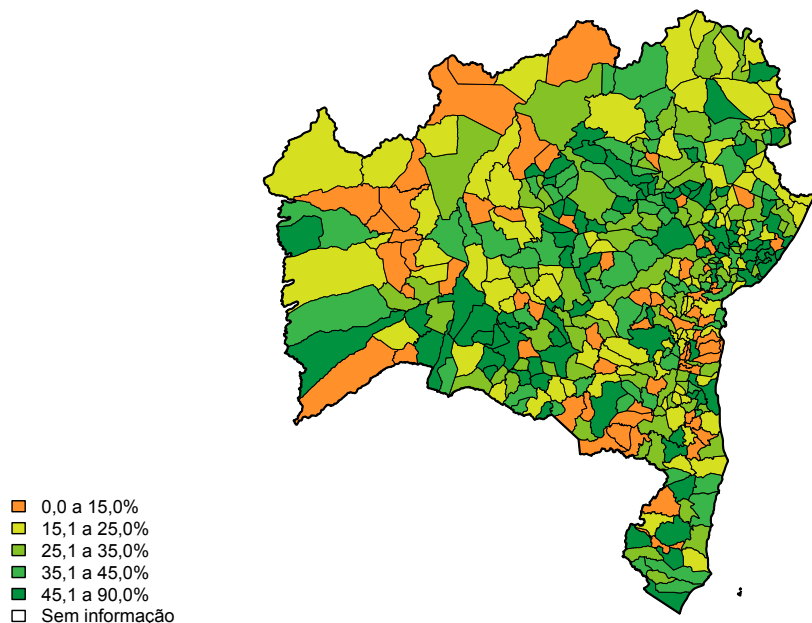 0,0 a 15,0%
15,1 a 25,0%
25,1 a 35,0%
35,1 a 45,0%
45,1 a 90,0%
Sem informação